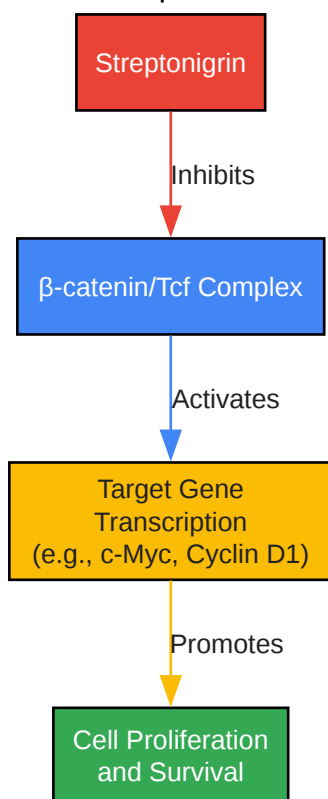 Streptonigrin
Inhibits
β-catenin/Tcf Complex
Activates
Target Gene
Transcription
(e.g., c-Myc, Cyclin D1)
Promotes
Cell Proliferation
and Survival